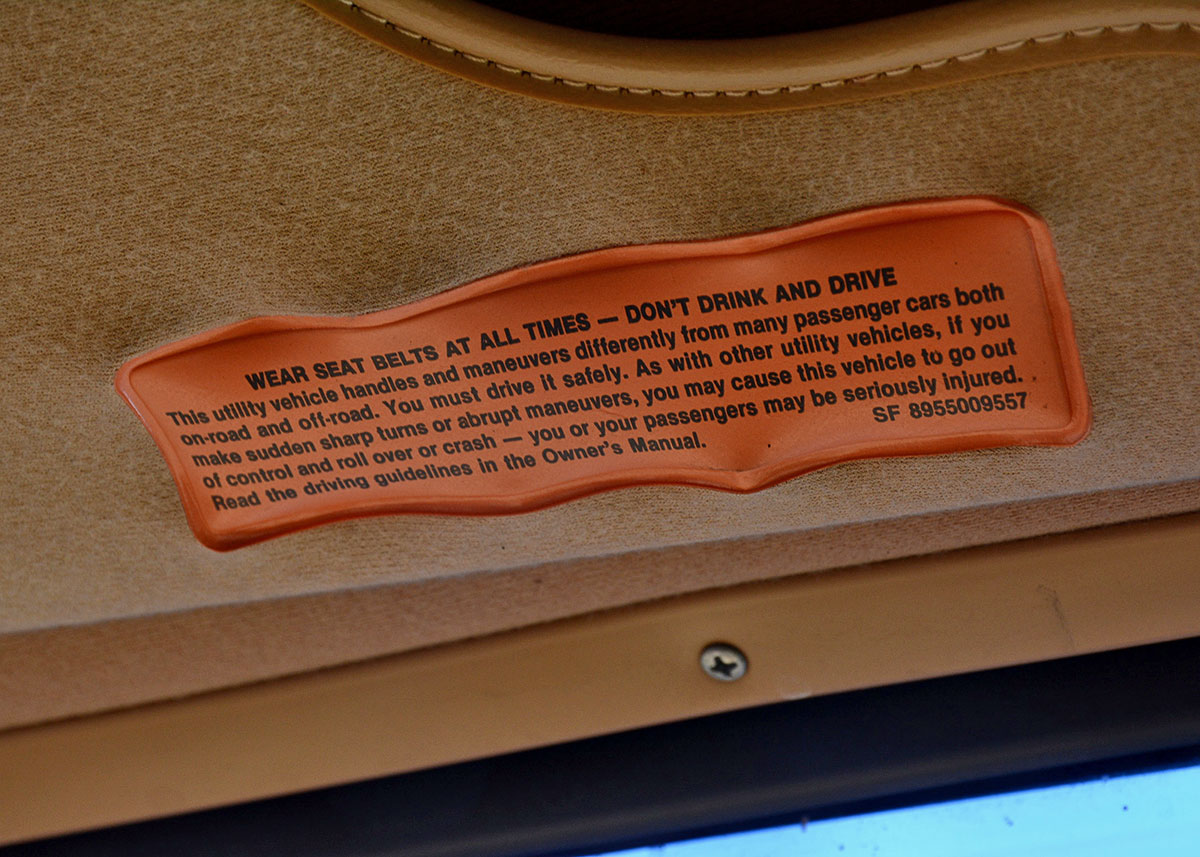 WEAR SEAT BELTS AT ALL TIMES — DON'T DRINK AND DRIVE
This utility vehicle handles and maneuvers differently from many passenger cars both
on-road and off-road. You must drive it safely. As with other utility vehicles, if you
make sudden sharp turns or abrupt maneuvers, you may cause this vehicle to go out
of control and roll over or crash — you or your passengers may be seriously injured.
Read the driving guidelines in the Owner's Manual.
SF 8955009557